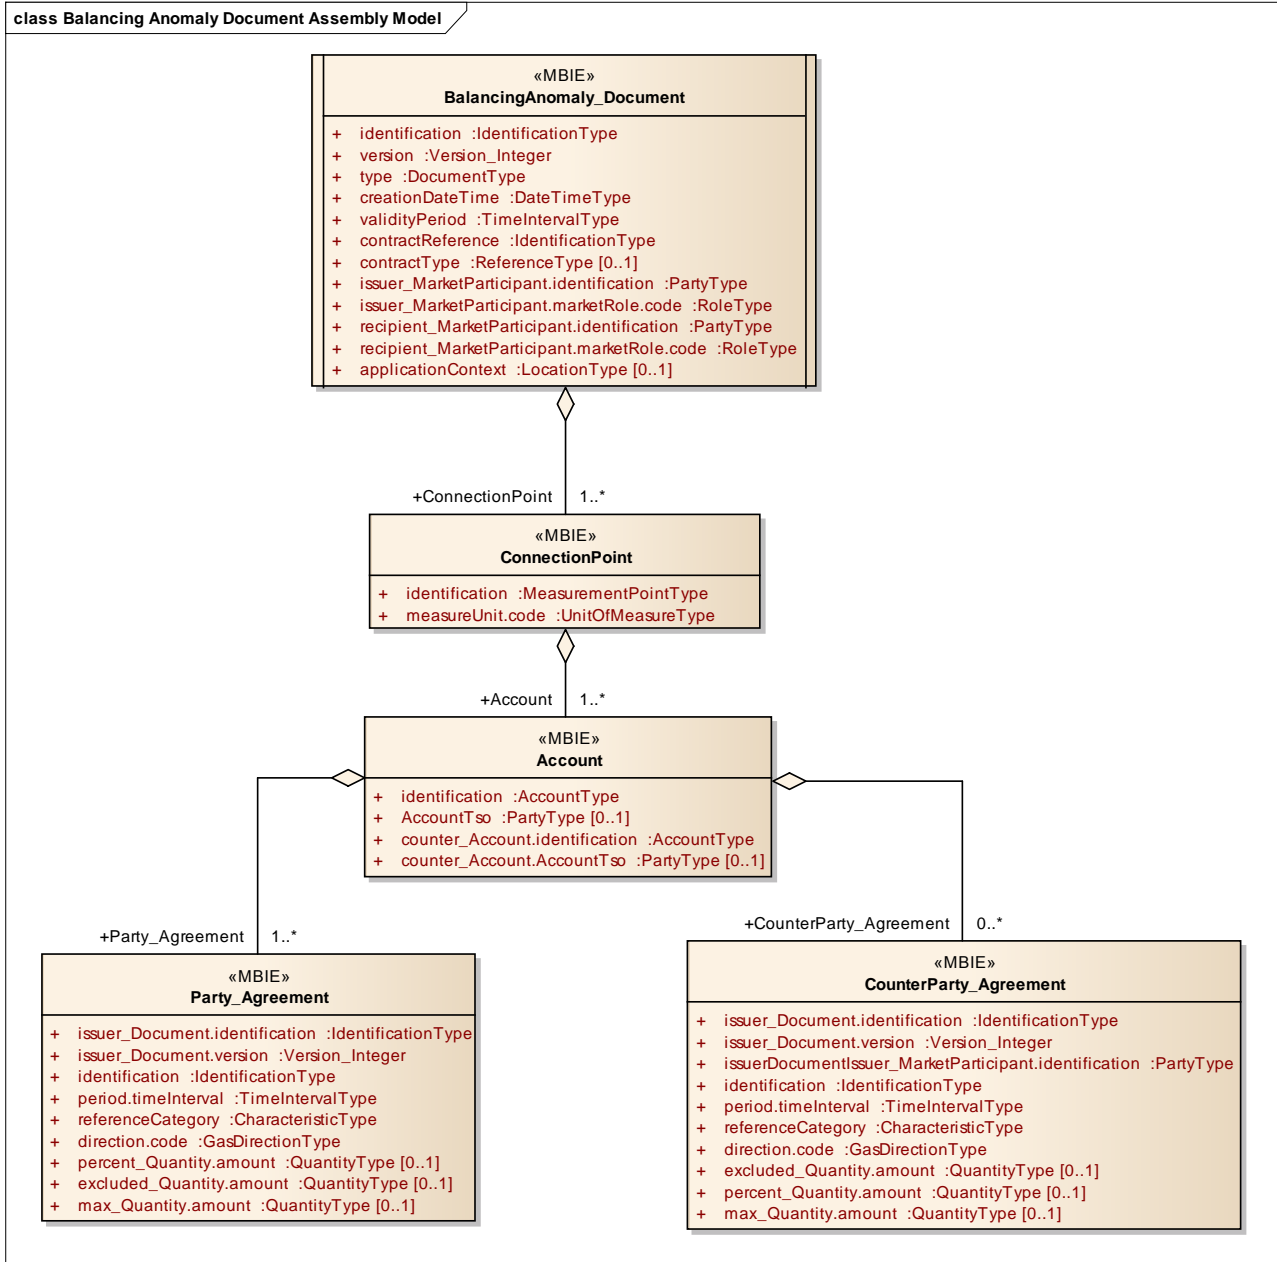 class Balancing Anomaly Document Assembly Model
«MBIE»
BalancingAnomaly_Document
+ identification :IdentificationType
+ version :Version_Integer
+ type :DocumentType
+ creationDateTime :DateTimeType
+ validityPeriod :TimeIntervalType
+ contractReference :IdentificationType
+ contractType :ReferenceType [0..1]
+ issuer_MarketParticipant.identification :PartyType
+ issuer_MarketParticipant.marketRole.code :RoleType
+ recipient_MarketParticipant.identification :PartyType
+ recipient_MarketParticipant.marketRole.code :RoleType
+ applicationContext :LocationType [0..1]
+ConnectionPoint 1..*
«MBIE»
ConnectionPoint
+ identification :MeasurementPointType
+ measureUnit.code :UnitOfMeasureType
+Account 1..*
«MBIE»
Account
+ identification :AccountType
+ AccountTso :PartyType [0..1]
+ counter_Account.identification :AccountType
+ counter_Account.AccountTso :PartyType [0..1]
+Party_Agreement 1..*
«MBIE»
Party_Agreement
+ issuer_Document.identification :IdentificationType
+ issuer_Document.version :Version_Integer
+ identification :IdentificationType
+ period.timeInterval :TimeIntervalType
+ referenceCategory :CharacteristicType
+ direction.code :GasDirectionType
+ percent_Quantity.amount :QuantityType [0..1]
+ excluded_Quantity.amount :QuantityType [0..1]
+ max_Quantity.amount :QuantityType [0..1]
+CounterParty_Agreement 0..*
«MBIE»
CounterParty_Agreement
+ issuer_Document.identification :IdentificationType
+ issuer_Document.version :Version_Integer
+ issuerDocumentIssuer_MarketParticipant.identification :PartyType
+ identification :IdentificationType
+ period.timeInterval :TimeIntervalType
+ referenceCategory :CharacteristicType
+ direction.code :GasDirectionType
+ excluded_Quantity.amount :QuantityType [0..1]
+ percent_Quantity.amount :QuantityType [0..1]
+ max_Quantity.amount :QuantityType [0..1]